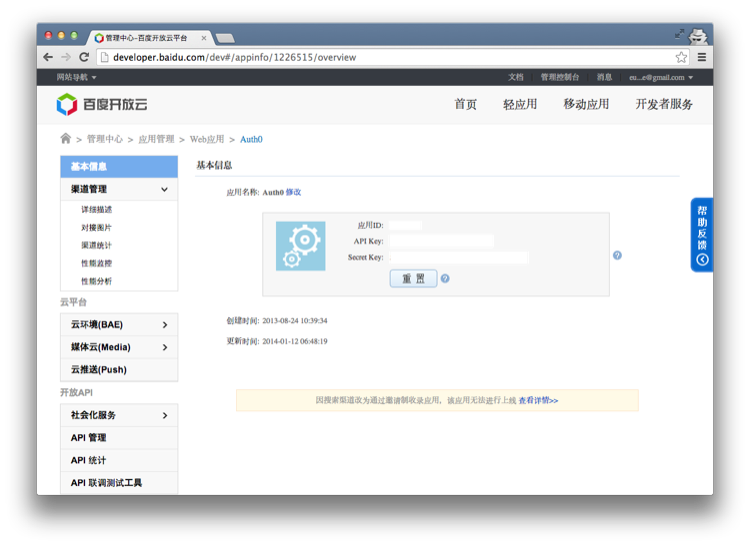 管理中心-百度开放云平台
developer.baidu.com/dev#/appinfo/1226515/overview
网站导航 文档 管理控制台 消息 eu...e@gmail.com
百度开放云 首页 轻应用 移动应用 开发者服务
> 管理中心 > 应用管理 > Web应用 > Auth0
基本信息
渠道管理
详细描述
对接图片
渠道统计
性能监控
性能分析
云平台
云环境(BAE)
媒体云(Media)
云推送(Push)
开放API
社会化服务
API 管理
API 统计
API 联调测试工具
基本信息
应用名称: Auth0 修改
应用ID:
API Key:
Secret Key:
重 置
创建时间: 2013-08-24 10:39:34
更新时间: 2014-01-12 06:48:19
因搜索渠道改为通过邀请制收录应用，该应用无法进行上线 查看详情>>
帮助反馈